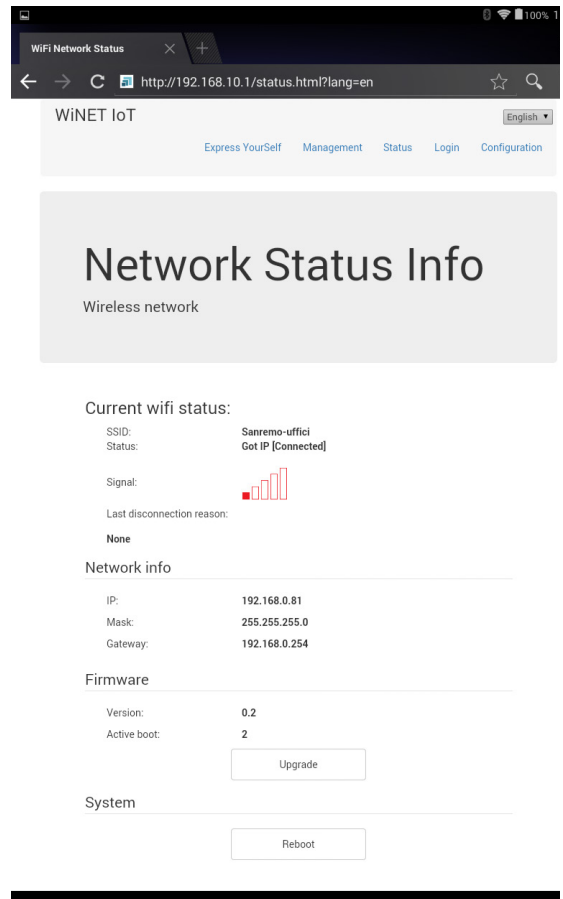 100% 1
WiFi Network Status
http://192.168.10.1/status.html?lang=en
WiNET IoT
English
Express YourSelf Management Status Login Configuration
Network Status Info
Wireless network
Current wifi status:
SSID: Sanremo-uffici
Status: Got IP [Connected]
Signal:
Last disconnection reason:
None
Network info
IP: 192.168.0.81
Mask: 255.255.255.0
Gateway: 192.168.0.254
Firmware
Version: 0.2
Active boot: 2
Upgrade
System
Reboot